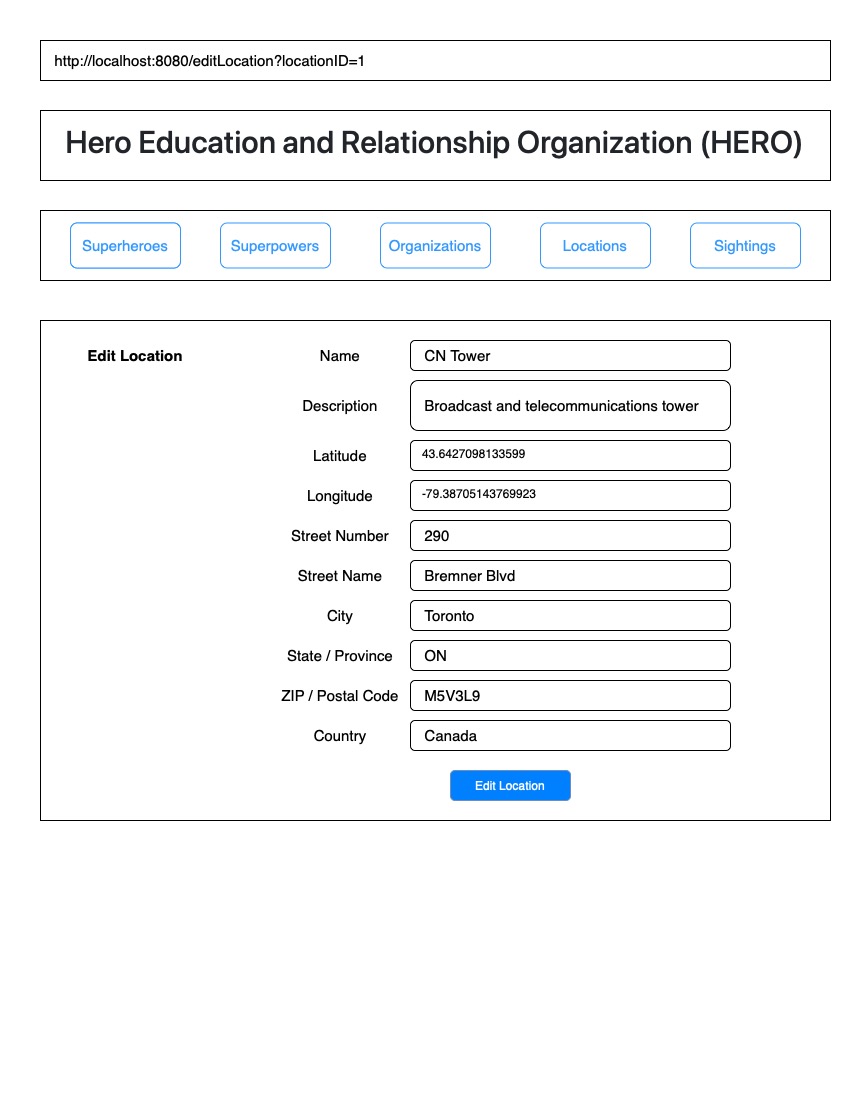 http://localhost:8080/editLocation?locationID=1
Hero Education and Relationship Organization (HERO)
Superheroes Superpowers Organizations Locations Sightings
Edit Location Name CN Tower
Description Broadcast and telecommunications tower
Latitude 43.6427098133599
Longitude -79.38705143769923
Street Number 290
Street Name Bremner Blvd
City Toronto
State / Province ON
ZIP / Postal Code M5V3L9
Country Canada
Edit Location